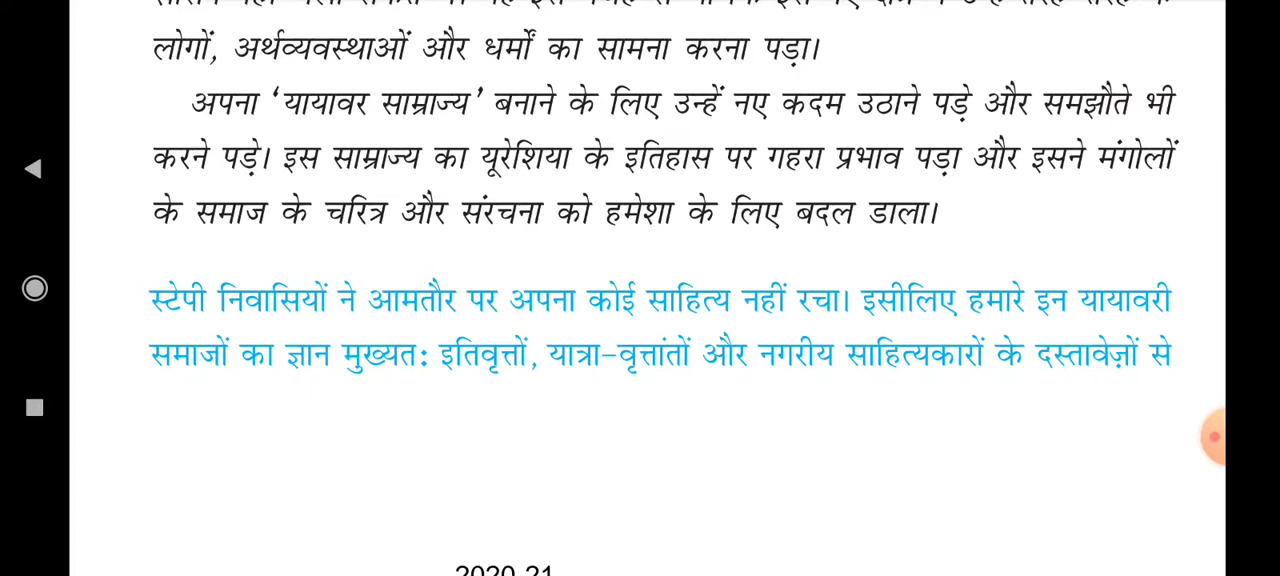 लोगों, अर्थव्यवस्थाओं और धर्मों का सामना करना पड़ा।
अपना ‘यायावर साम्राज्य’ बनाने के लिए उन्हें नए कदम उठाने पड़े और समझौते भी
करने पड़े। इस साम्राज्य का यूरेशिया के इतिहास पर गहरा प्रभाव पड़ा और इसने मंगोलों
के समाज के चरित्र और संरचना को हमेशा के लिए बदल डाला।
स्टेपी निवासियों ने आमतौर पर अपना कोई साहित्य नहीं रचा। इसीलिए हमारे इन यायावरी
समाजों का ज्ञान मुख्यतः इतिवृत्तों, यात्रा-वृत्तांतों और नगरीय साहित्यकारों के दस्तावेज़ों से
2020-21